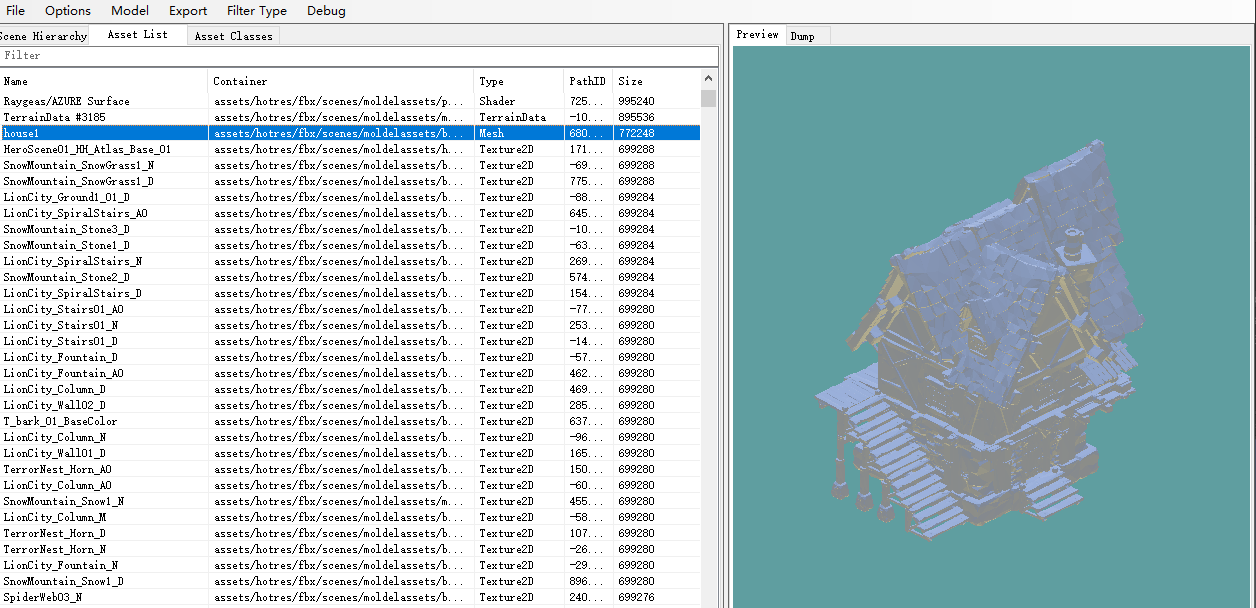 File Options Model Export Filter Type Debug
Scene Hierarchy Asset List Asset Classes
Filter
Name Container Type PathID Size
Raygeas/AZURE Surface assets/hotres/fbx/scenes/moldelassets/p... Shader 725... 995240
TerrainData #3185 assets/hotres/fbx/scenes/moldelassets/m... TerrainData -10... 895536
house1 assets/hotres/fbx/scenes/moldelassets/b... Mesh 680... 772248
HeroScene01_HH_Atlas_Base_01 assets/hotres/fbx/scenes/moldelassets/h... Texture2D 171... 699288
SnowMountain_SnowGrass1_N assets/hotres/fbx/scenes/moldelassets/b... Texture2D -69... 699288
SnowMountain_SnowGrass1_D assets/hotres/fbx/scenes/moldelassets/b... Texture2D 775... 699288
LionCity_Ground1_01_D assets/hotres/fbx/scenes/moldelassets/b... Texture2D -88... 699284
LionCity_SpiralStairs_AO assets/hotres/fbx/scenes/moldelassets/b... Texture2D 645... 699284
SnowMountain_Stone3_D assets/hotres/fbx/scenes/moldelassets/b... Texture2D -10... 699284
SnowMountain_Stone1_D assets/hotres/fbx/scenes/moldelassets/b... Texture2D -63... 699284
LionCity_SpiralStairs_N assets/hotres/fbx/scenes/moldelassets/b... Texture2D 269... 699284
SnowMountain_Stone2_D assets/hotres/fbx/scenes/moldelassets/b... Texture2D 574... 699284
LionCity_SpiralStairs_D assets/hotres/fbx/scenes/moldelassets/b... Texture2D 154... 699284
LionCity_Stairs01_AO assets/hotres/fbx/scenes/moldelassets/b... Texture2D -77... 699280
LionCity_Stairs01_N assets/hotres/fbx/scenes/moldelassets/b... Texture2D 253... 699280
LionCity_Stairs01_D assets/hotres/fbx/scenes/moldelassets/b... Texture2D -14... 699280
LionCity_Fountain_D assets/hotres/fbx/scenes/moldelassets/b... Texture2D -57... 699280
LionCity_Fountain_AO assets/hotres/fbx/scenes/moldelassets/b... Texture2D 462... 699280
LionCity_Column_D assets/hotres/fbx/scenes/moldelassets/b... Texture2D 469... 699280
LionCity_Wall02_D assets/hotres/fbx/scenes/moldelassets/b... Texture2D 285... 699280
T_bark_01_BaseColor assets/hotres/fbx/scenes/moldelassets/b... Texture2D 637... 699280
LionCity_Column_N assets/hotres/fbx/scenes/moldelassets/b... Texture2D -96... 699280
LionCity_Wall01_D assets/hotres/fbx/scenes/moldelassets/b... Texture2D 165... 699280
TerrorNest_Horn_AO assets/hotres/fbx/scenes/moldelassets/b... Texture2D 150... 699280
LionCity_Column_AO assets/hotres/fbx/scenes/moldelassets/b... Texture2D -60... 699280
SnowMountain_Snow1_N assets/hotres/fbx/scenes/moldelassets/m... Texture2D 455... 699280
LionCity_Column_M assets/hotres/fbx/scenes/moldelassets/b... Texture2D -58... 699280
TerrorNest_Horn_D assets/hotres/fbx/scenes/moldelassets/b... Texture2D 107... 699280
TerrorNest_Horn_N assets/hotres/fbx/scenes/moldelassets/b... Texture2D -26... 699280
LionCity_Fountain_N assets/hotres/fbx/scenes/moldelassets/b... Texture2D -29... 699280
SnowMountain_Snow1_D assets/hotres/fbx/scenes/moldelassets/b... Texture2D 896... 699280
SpiderWeb03_N assets/hotres/fbx/scenes/moldelassets/b... Texture2D 240... 699276
Preview Dump